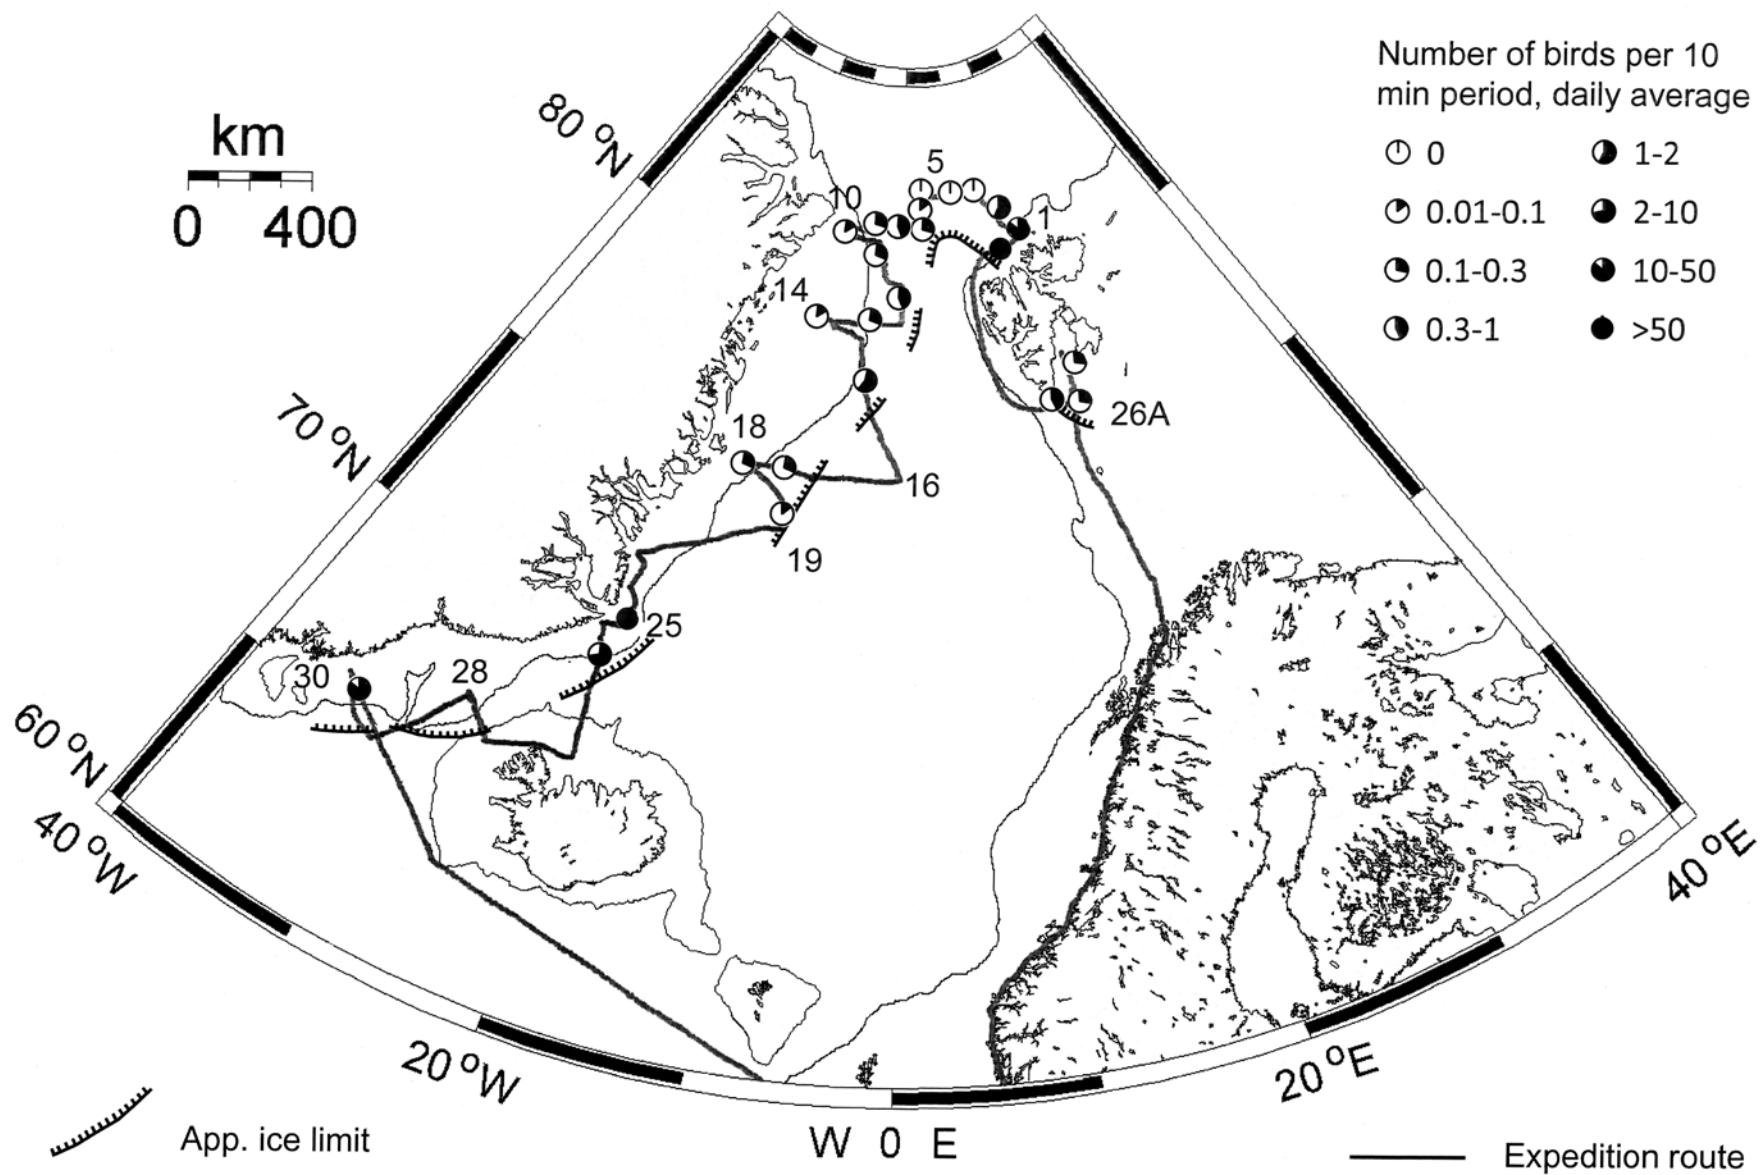 Number of birds per 10
min period, daily average
0
1-2
0.01-0.1
2-10
0.1-0.3
10-50
0.3-1
>50
km
0 400
80 °N
70 °N
60 °N
40 °W
20 °W
W 0 E
20 °E
40 °E
5
10
1
14
26A
18
16
19
25
30
28
App. ice limit
Expedition route